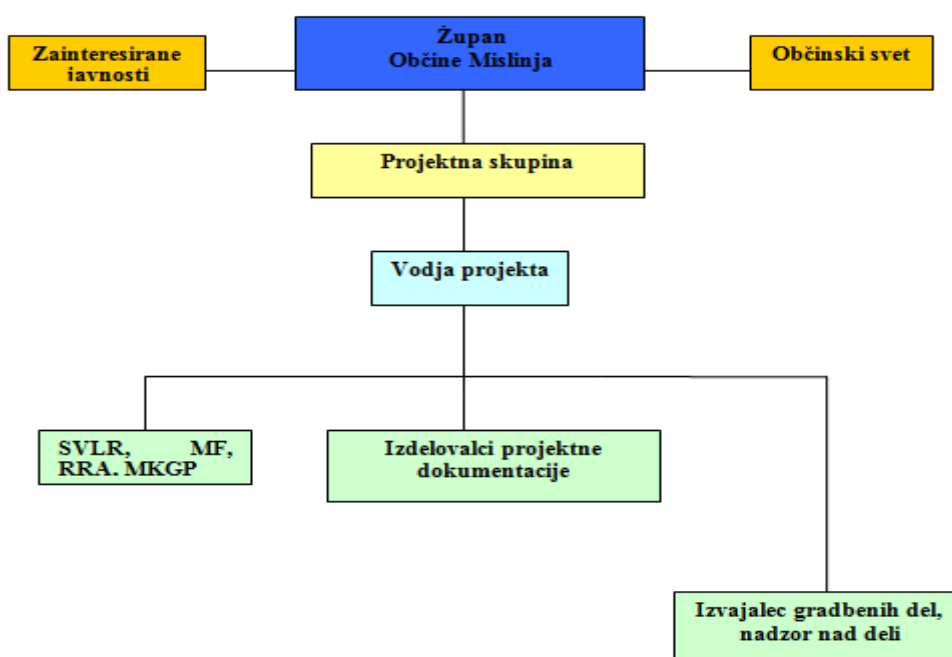 Zainteresirane
javnosti
Župan
Občine Mislinja
Občinski svet
Projektna skupina
Vodja projekta
SVLR, MF,
RRA. MKGP
Izdelovalci projektne
dokumentacije
Izvajalec gradbenih del,
nadzor nad deli